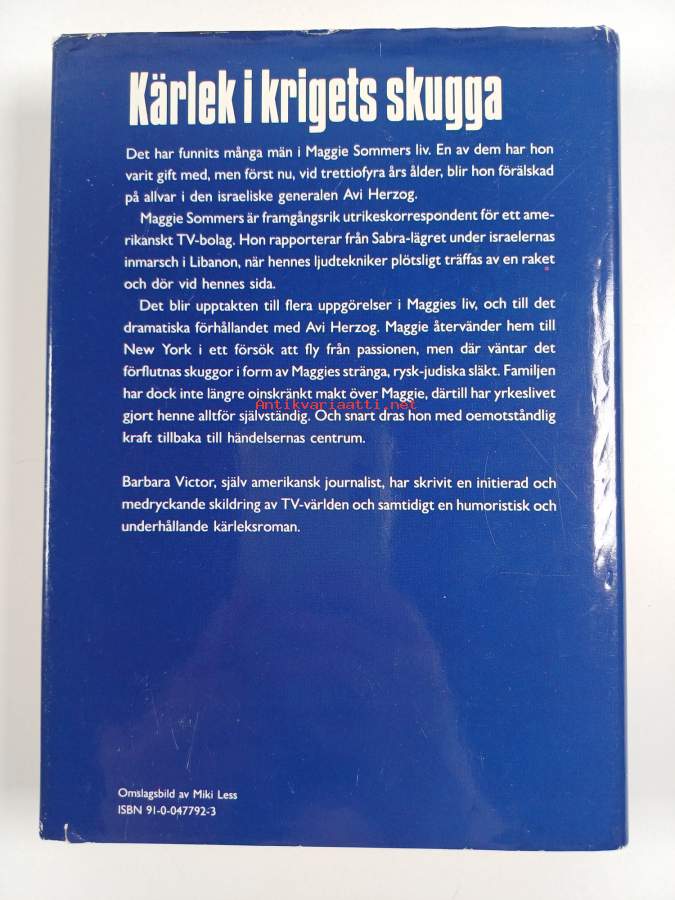 Kärlek i krigets skugga
Det har funnits många män i Maggie Sommers liv. En av dem har hon
varit gift med, men först nu, vid trettiofyra års ålder, blir hon förälskad
på allvar i den israeliske generalen Avi Herzog.
Maggie Sommers är framgångsrik utrikeskorrespondent för ett ame-
rikanskt TV-bolag. Hon rapporterar från Sabra-lägret under israelernas
inmarsch i Libanon, när hennes ljudtekniker plötsligt träffas av en raket
och dör vid hennes sida.
Det blir upptakten till flera uppgörelser i Maggies liv, och till det
dramatiska förhållandet med Avi Herzog. Maggie återvänder hem till
New York i ett försök att fly från passionen, men där väntar det
förflutnas skuggor i form av Maggies stränga, rysk-judiska släkt. Familjen
har dock inte längre oinskränkt makt över Maggie, därtill har yrkeslivet
Antikvariaatti.net
gjort henne alltför självständig. Och snart dras hon med oemotståndlig
kraft tillbaka till händelsernas centrum.
Barbara Victor, själv amerikansk journalist, har skrivit en initierad och
medryckande skildring av TV-världen och samtidigt en humoristisk och
underhållande kärleksroman.
Omslagsbild av Miki Less
ISBN 91-0-047792-3